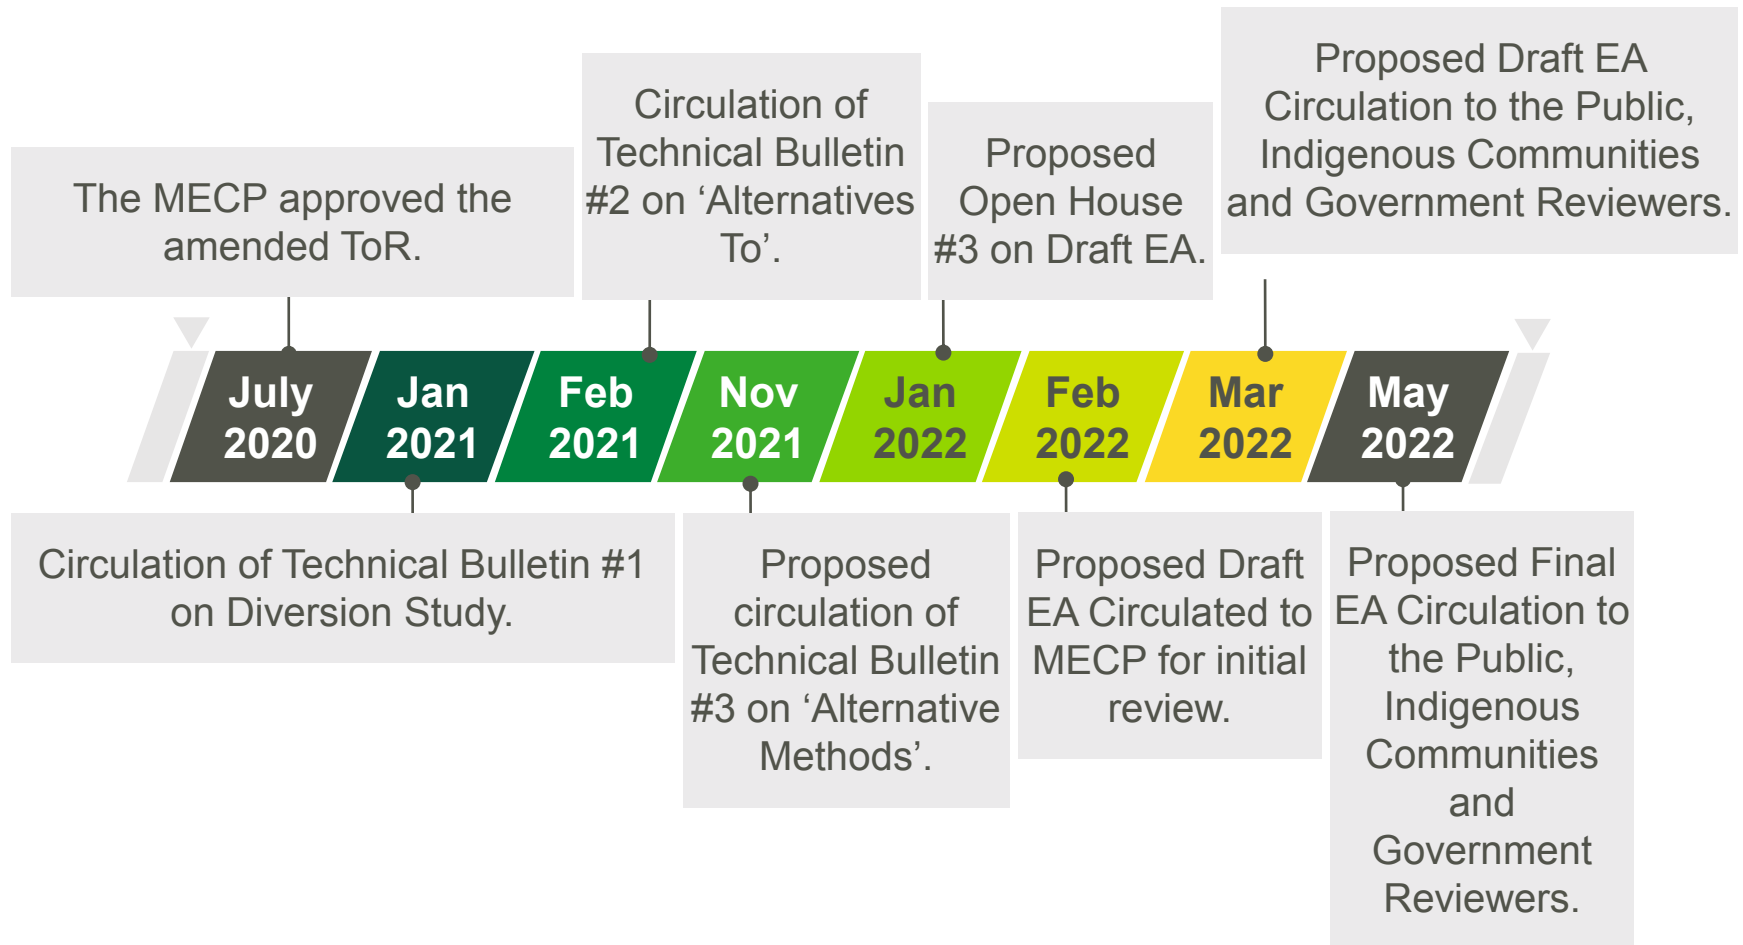 The MECP approved the
amended ToR.
Circulation of
Technical Bulletin
#2 on ‘Alternatives
To’.
Proposed
Open House
#3 on Draft EA.
Proposed Draft EA
Circulation to the Public,
Indigenous Communities
and Government Reviewers.
July
2020
Jan
2021
Feb
2021
Nov
2021
Jan
2022
Feb
2022
Mar
2022
May
2022
Circulation of Technical Bulletin #1
on Diversion Study.
Proposed
circulation of
Technical Bulletin
#3 on ‘Alternative
Methods’.
Proposed Draft
EA Circulated to
MECP for initial
review.
Proposed Final
EA Circulation to
the Public,
Indigenous
Communities
and
Government
Reviewers.